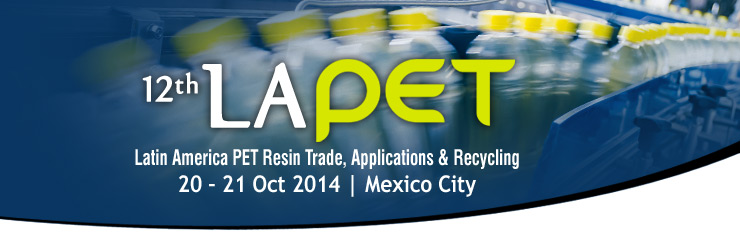 12th LAPET
Latin America PET Resin Trade, Applications & Recycling
20 – 21 Oct 2014 | Mexico City